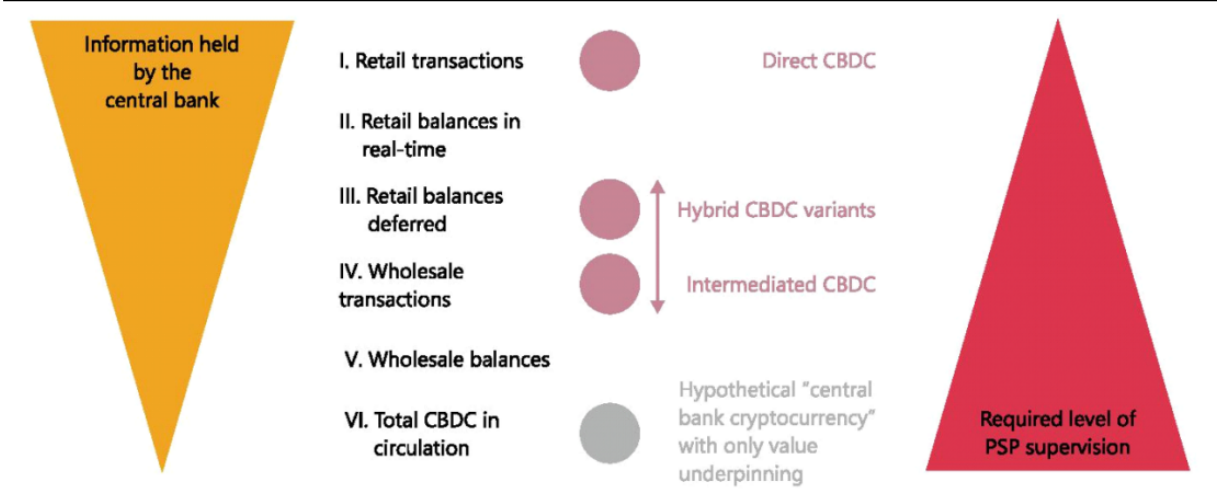 Information held
by the
central bank
I. Retail transactions
Direct CBDC
II. Retail balances in
real-time
III. Retail balances
deferred
Hybrid CBDC variants
IV. Wholesale
transactions
Intermediated CBDC
V. Wholesale balances
VI. Total CBDC in
circulation
Hypothetical "central
bank cryptocurrency"
with only value
underpinning
Required level of
PSP supervision